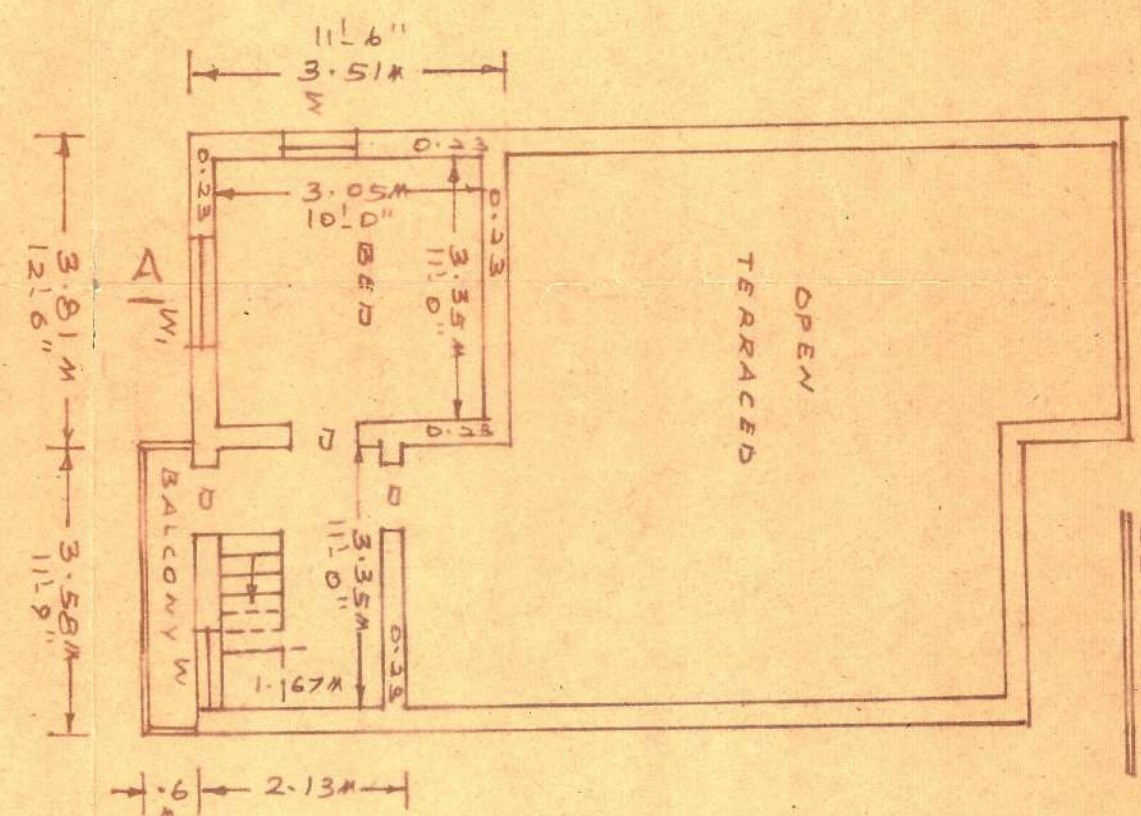 11'-6"
3.51M
W
0.23
0.23
3.05M
10'-0"
0.23
BED
3.35M
11'-0"
OPEN
TERRACED
A
W1
3.81M
12'-6"
D
0.23
D
D
BALCONY
W
3.35M
11'-0"
3.58M
11'-9"
0.23
1.167M
.6
2.13M